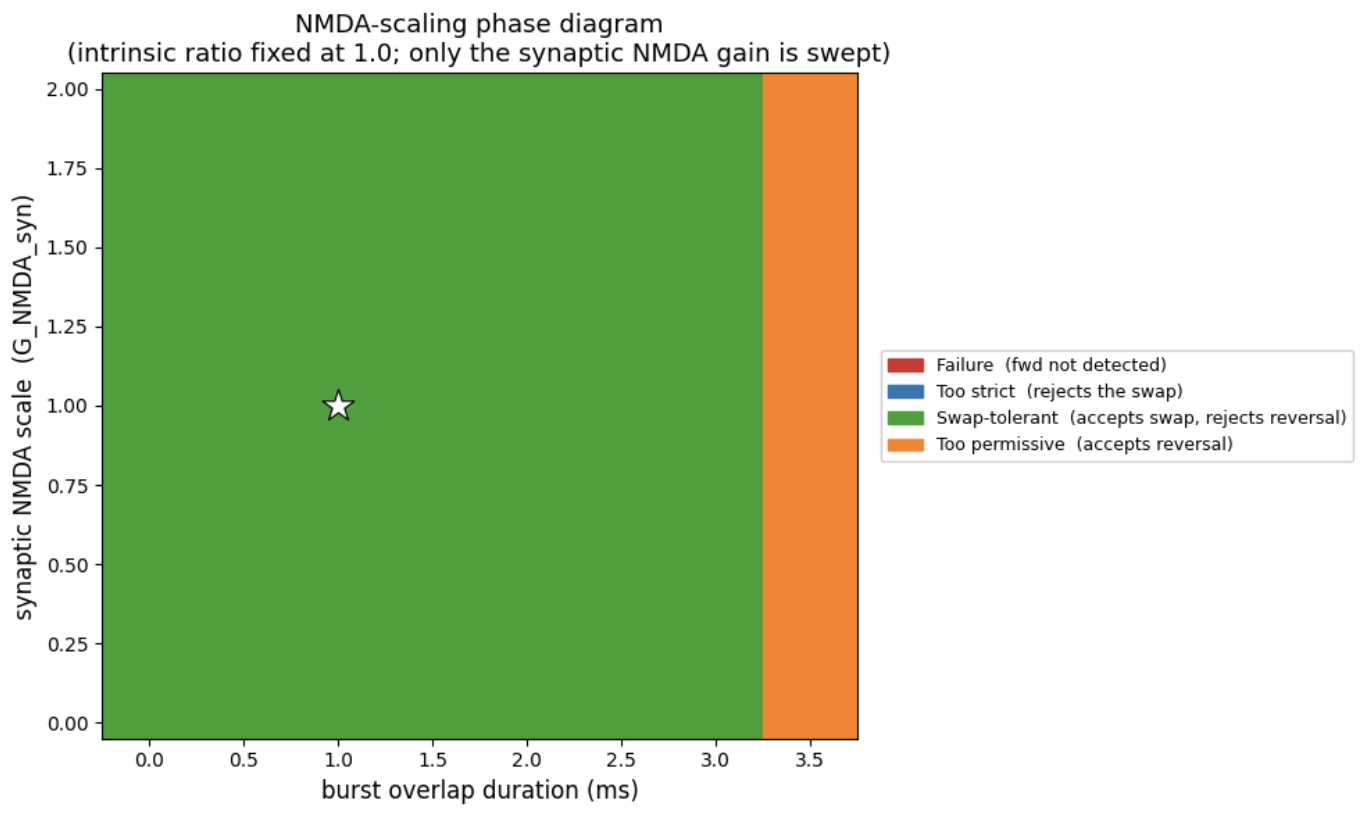 NMDA-scaling phase diagram
(intrinsic ratio fixed at 1.0; only the synaptic NMDA gain is swept)
synaptic NMDA scale  (G_NMDA_syn)
2.00
1.75
1.50
1.25
1.00
0.75
0.50
0.25
0.00
0.0 0.5 1.0 1.5 2.0 2.5 3.0 3.5
burst overlap duration (ms)
Failure  (fwd not detected)
Too strict  (rejects the swap)
Swap-tolerant  (accepts swap, rejects reversal)
Too permissive  (accepts reversal)